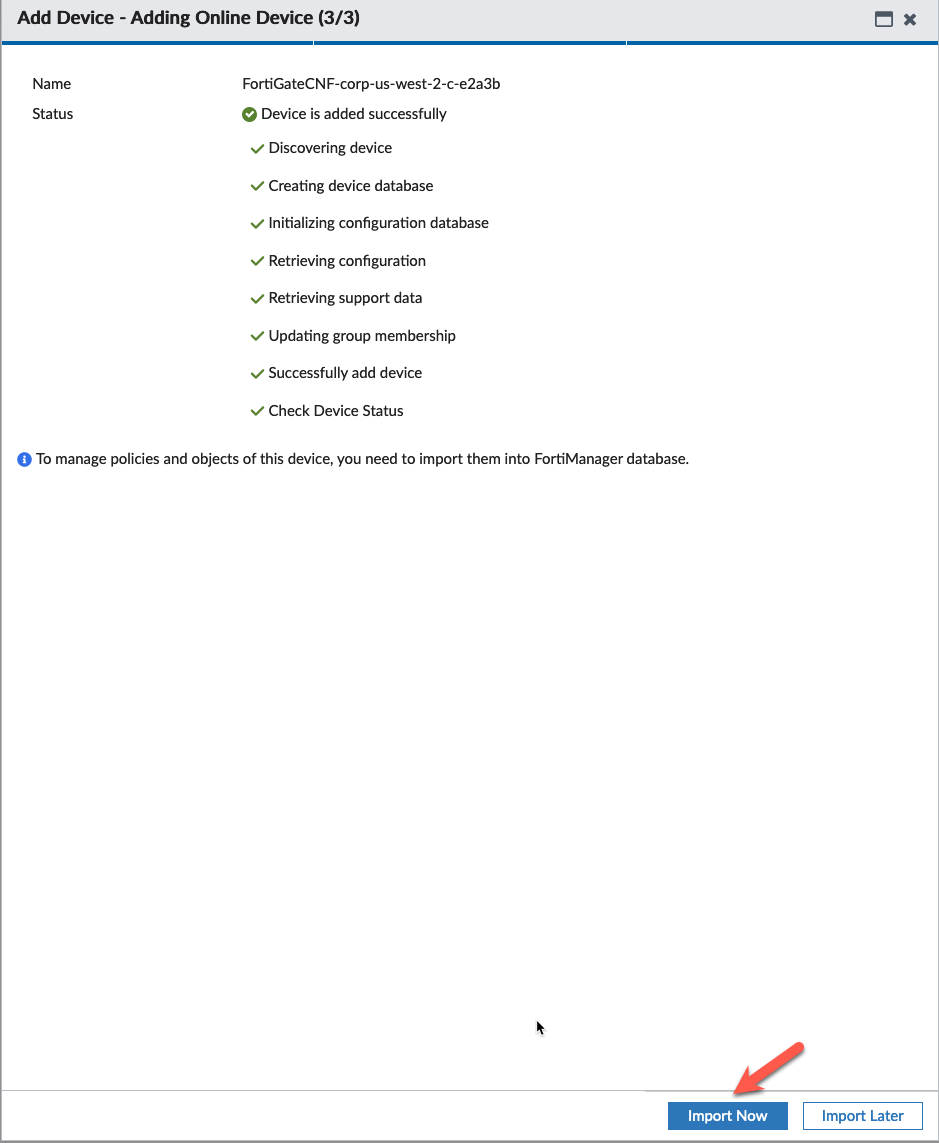 Add Device - Adding Online Device (3/3)
Name FortiGateCNF-corp-us-west-2-c-e2a3b
Status Device is added successfully
Discovering device
Creating device database
Initializing configuration database
Retrieving configuration
Retrieving support data
Updating group membership
Successfully add device
Check Device Status
To manage policies and objects of this device, you need to import them into FortiManager database.
Import Now Import Later